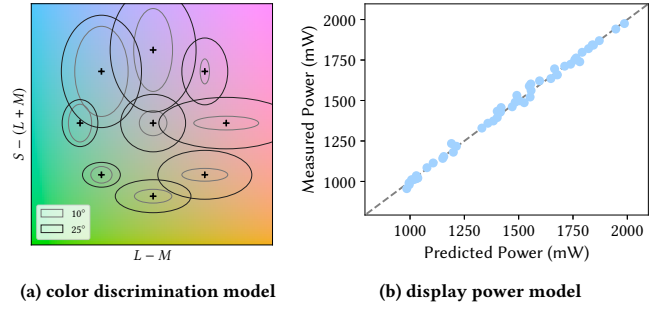 S − (L + M)
10°
25°
L − M
(a) color discrimination model
Measured Power (mW)
2000
1750
1500
1250
1000
1000 1250 1500 1750 2000
Predicted Power (mW)
(b) display power model